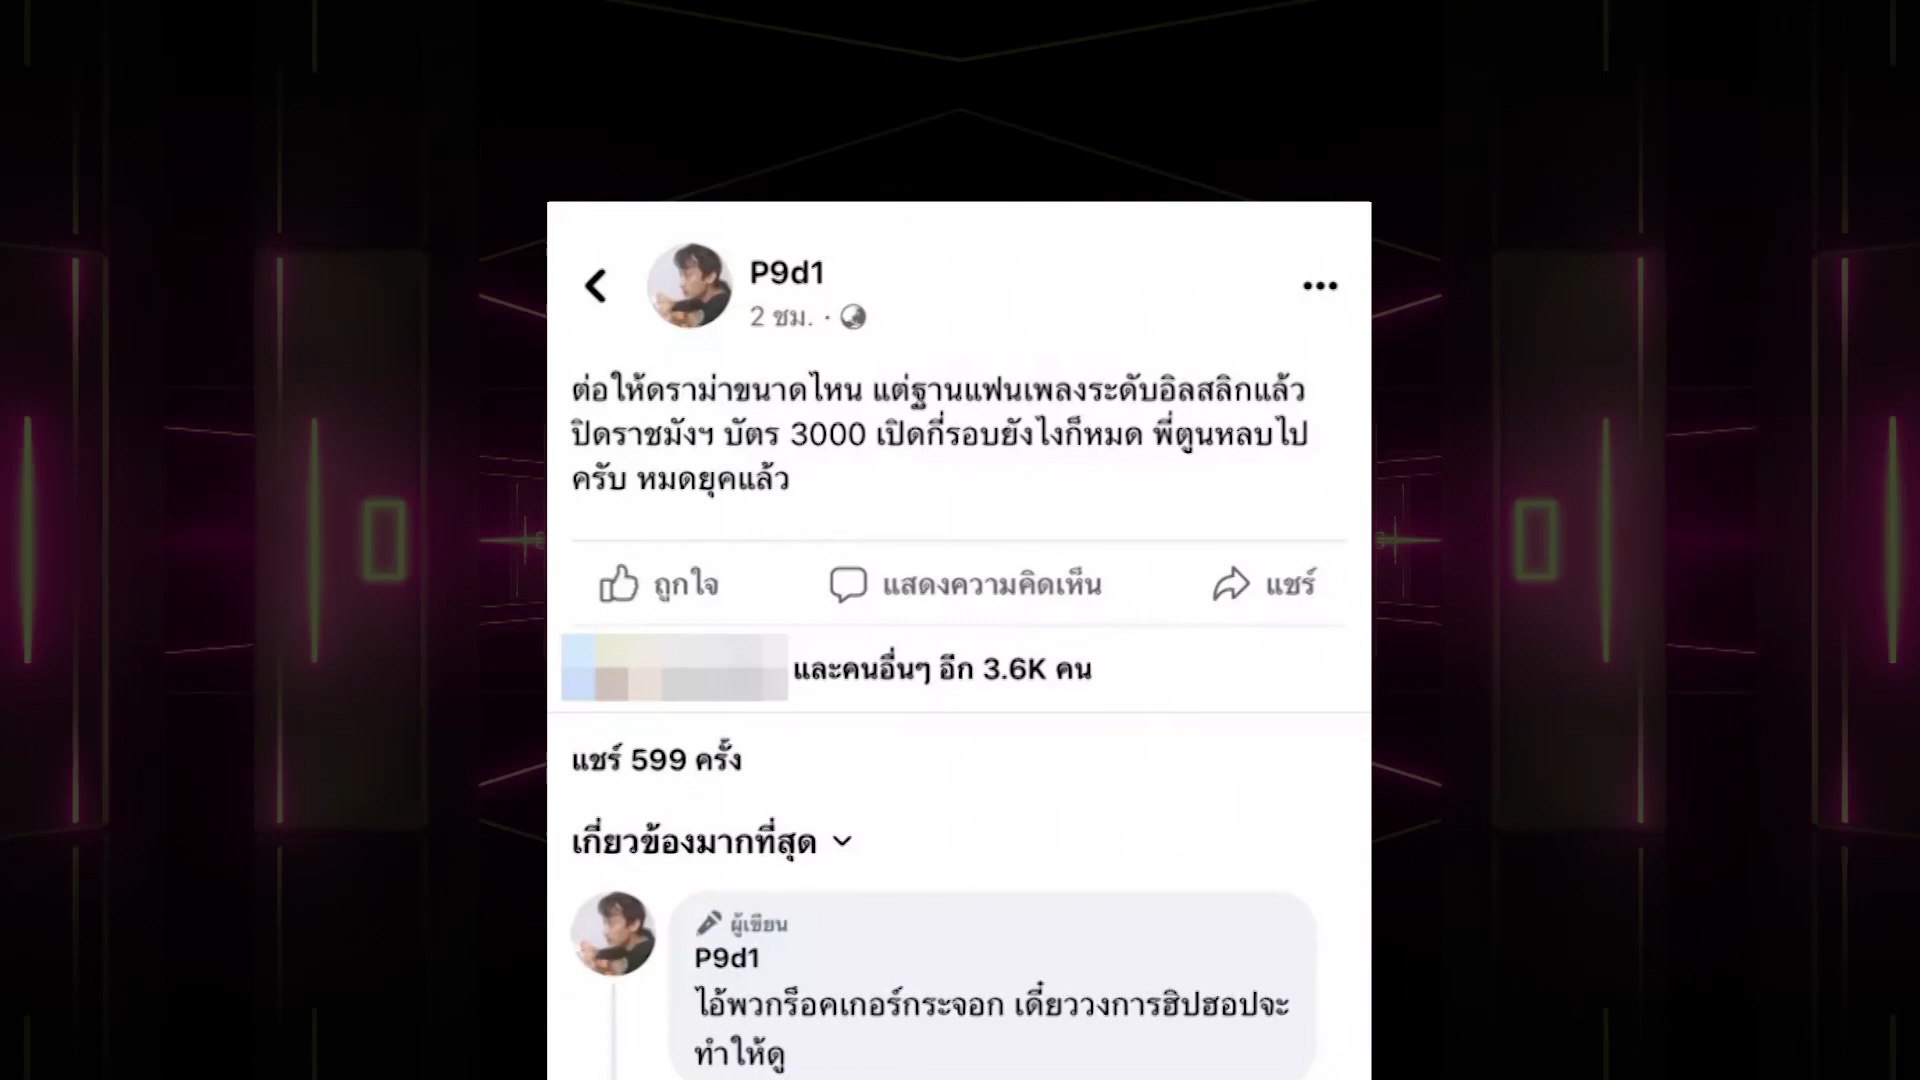 P9d1
2 ชม. ·
ต่อให้ดราม่าขนาดไหน แต่ฐานแฟนเพลงระดับอิลสลิกแล้ว
ปิดราชมังฯ บัตร 3000 เปิดกี่รอบยังไงก็หมด พี่ตูนหลบไป
ครับ หมดยุคแล้ว
ถูกใจ แสดงความคิดเห็น แชร์
และคนอื่นๆ อีก 3.6K คน
แชร์ 599 ครั้ง
เกี่ยวข้องมากที่สุด
ผู้เขียน
P9d1
ไอ้พวกร็อคเกอร์กระจอก เดี๋ยววงการฮิปฮอปจะ
ทำให้ดู